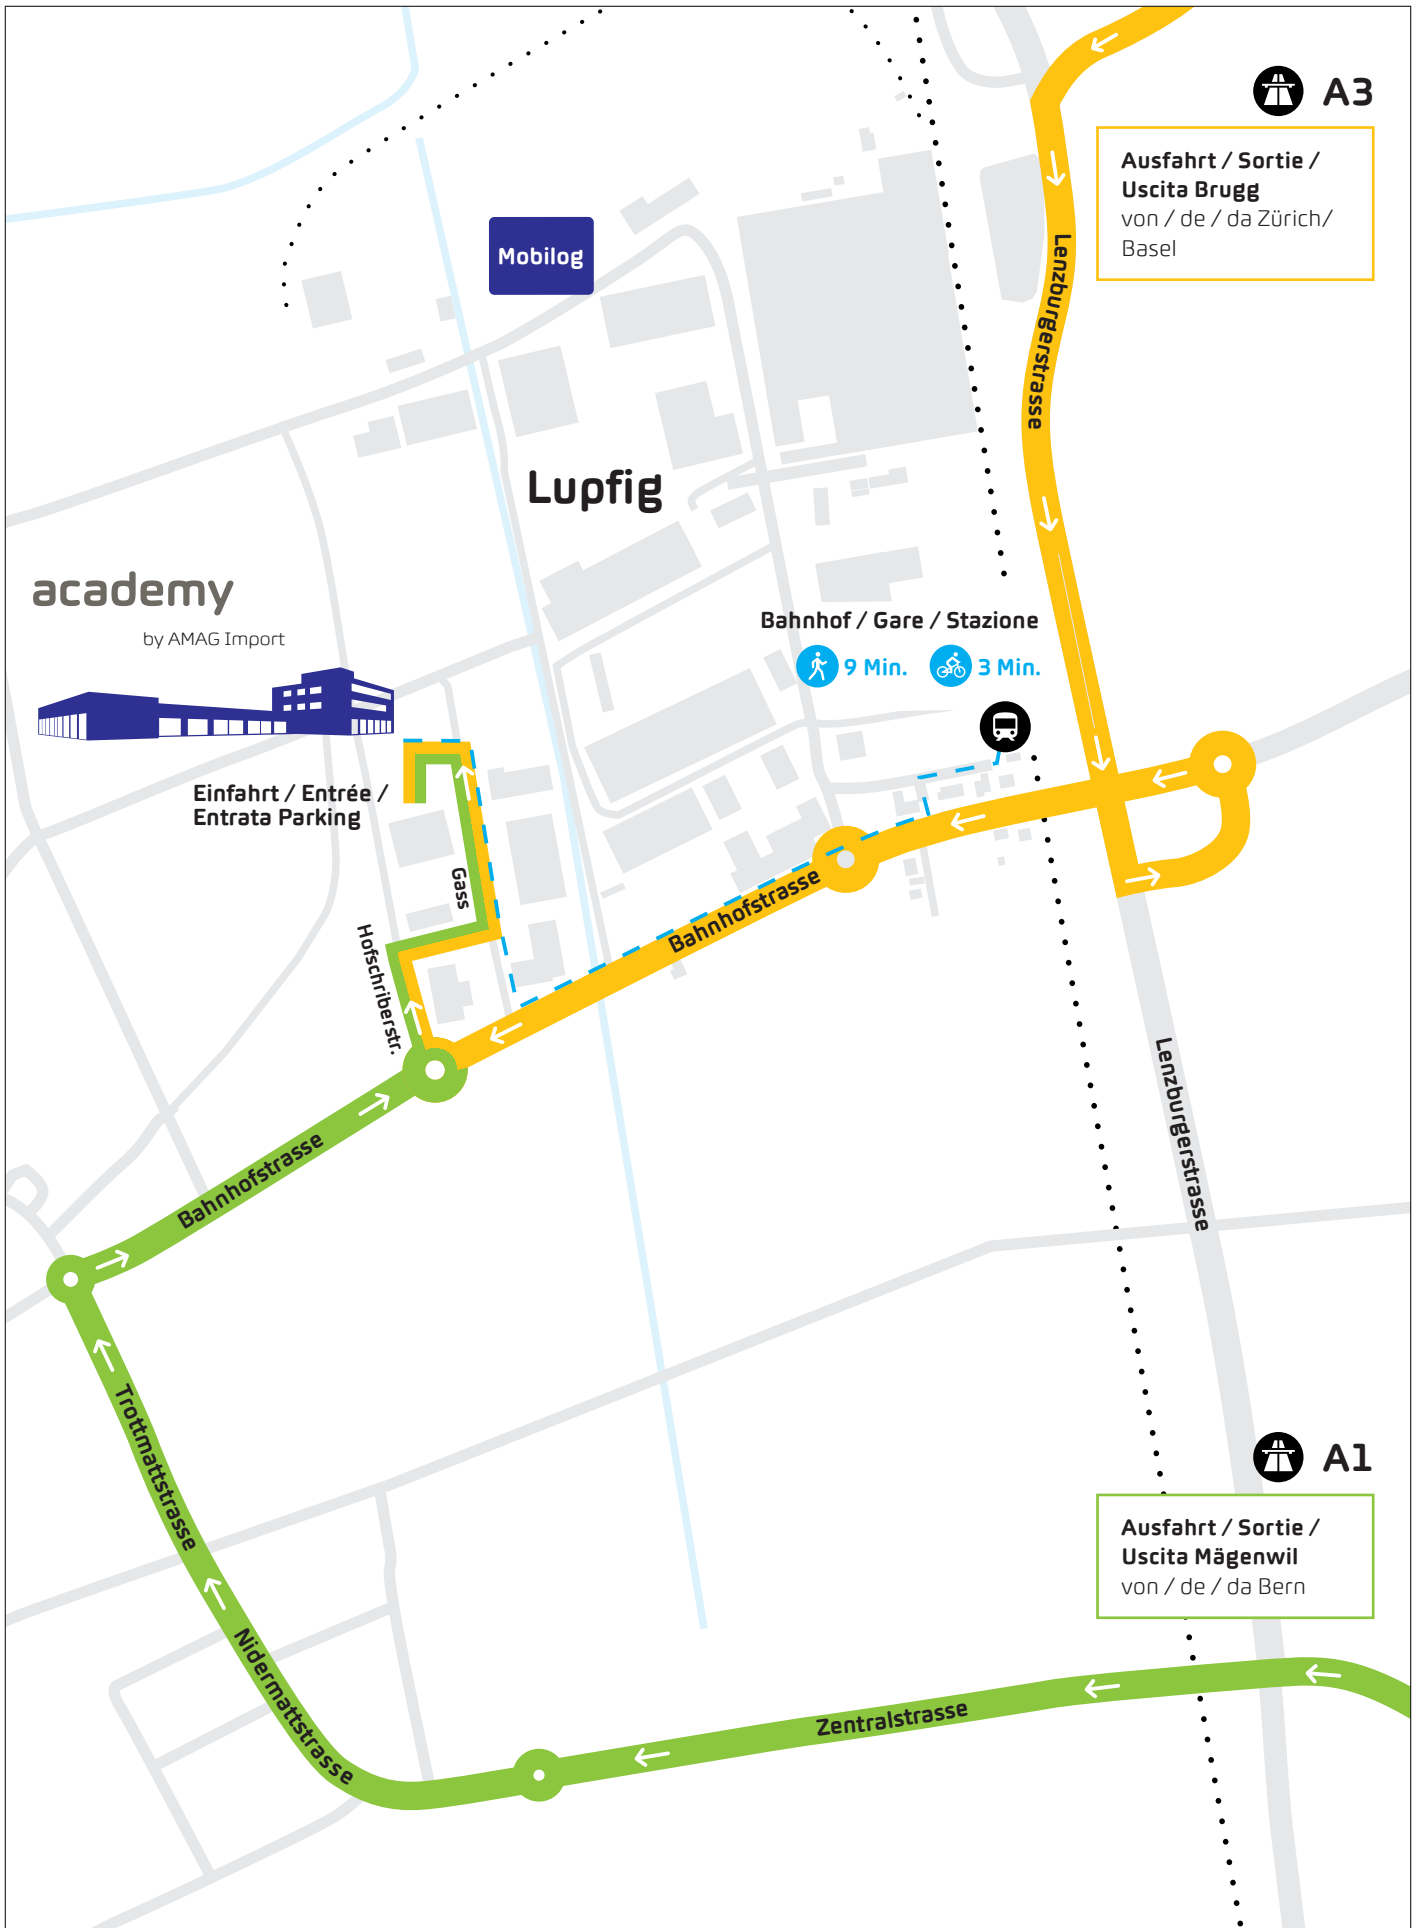 A3
Ausfahrt / Sortie /
Uscita Brugg
von / de / da Zürich/
Basel
Mobilog
Lenzburgerstrasse
Lupfig
academy
by AMAG Import
Bahnhof / Gare / Stazione
9 Min.
3 Min.
Einfahrt / Entrée /
Entrata Parking
Gass
Bahnhofstrasse
Hofschriberstr.
Lenzburgerstrasse
Bahnhofstrasse
Trottmattstrasse
A1
Ausfahrt / Sortie /
Uscita Mägenwil
von / de / da Bern
Nidermattstrasse
Zentralstrasse